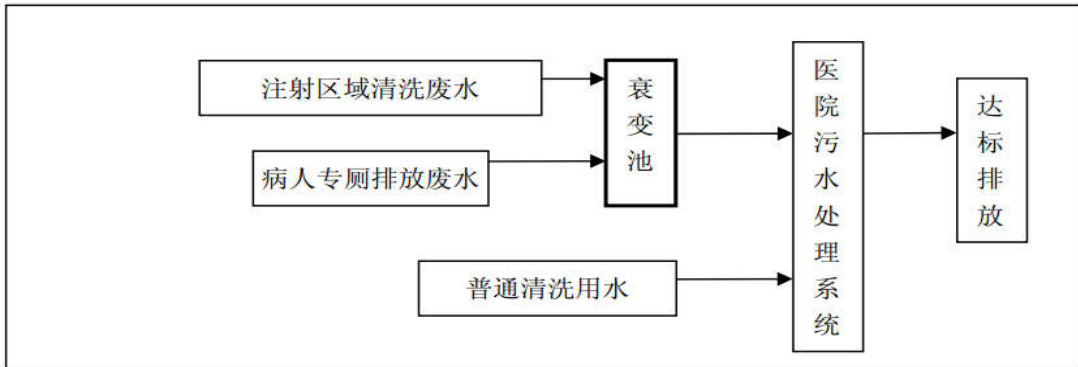 注射区域清洗废水
病人专厕排放废水
普通清洗用水
衰变池
医院污水处理系统
达标排放